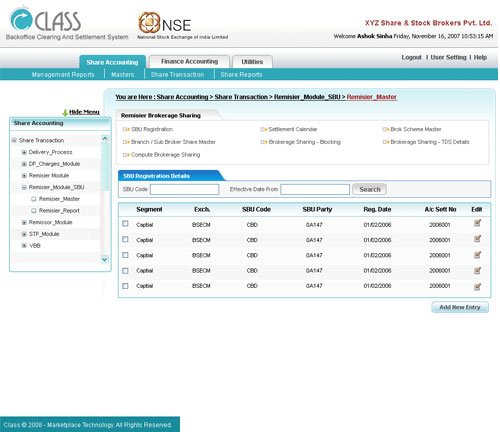 CLASS
Backoffice Clearing And Settlement System
NSE
National Stock Exchange of India Limited
XYZ Share & Stock Brokers Pvt. Ltd.
Welcome Ashok Sinha Friday, November 16, 2007 10:53:15 AM
Share Accounting Finance Accounting Utilities
Logout | User Setting | Help
Management Reports | Masters | Share Transaction | Share Reports
Hide Menu
You are Here : Share Accounting > Share Transaction > Remisier_Module_SBU > Remisier_Master
Share Accounting
Share Transaction
Delivery_Process
DP_Charges_Module
Remisier Module
Remisier_Module_SBU
Remisier_Master
Remisier_Report
Remissor_Module
STP_Module
VBB
Remisier Brokerage Sharing
SBU Registration Settlement Calendar Brok Scheme Master
Branch / Sub Broker Share Master Brokerage Sharing - Blocking Brokerage Sharing - TDS Details
Compute Brokerage Sharing
SBU Registration Details
SBU Code Effective Date From Search
Segment Exch. SBU Code SBU Party Reg. Date A/c Sett No Edit
Captial BSECM CBD 0A147 01/02/2006 2006001
Captial BSECM CBD 0A147 01/02/2006 2006001
Captial BSECM CBD 0A147 01/02/2006 2006001
Captial BSECM CBD 0A147 01/02/2006 2006001
Captial BSECM CBD 0A147 01/02/2006 2006001
Add New Entry
Class © 2008 - Marketplace Technology. All Rights Reserved.